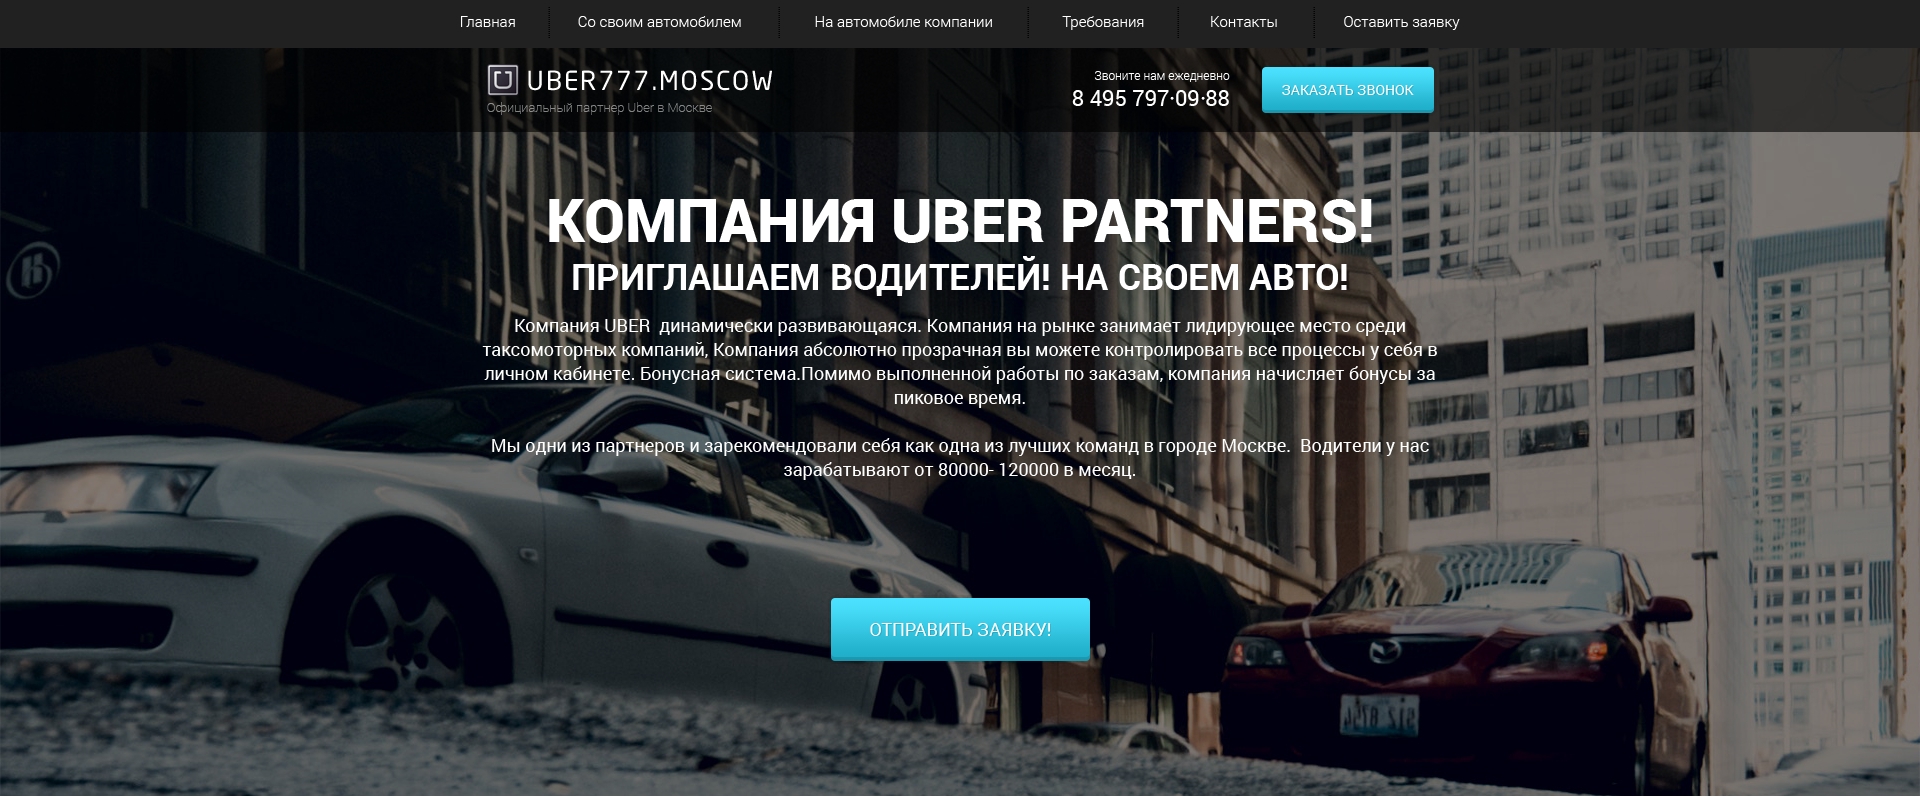 Главная Со своим автомобилем На автомобиле компании Требования Контакты Оставить заявку
UBER777.MOSCOW
Официальный партнер Uber в Москве
Звоните нам ежедневно
8 495 797·09·88
ЗАКАЗАТЬ ЗВОНОК
КОМПАНИЯ UBER PARTNERS!
ПРИГЛАШАЕМ ВОДИТЕЛЕЙ! НА СВОЕМ АВТО!
Компания UBER  динамически развивающаяся. Компания на рынке занимает лидирующее место среди
таксомоторных компаний, Компания абсолютно прозрачная вы можете контролировать все процессы у себя в
личном кабинете. Бонусная система.Помимо выполненной работы по заказам, компания начисляет бонусы за
пиковое время.
Мы одни из партнеров и зарекомендовали себя как одна из лучших команд в городе Москве.  Водители у нас
зарабатывают от 80000- 120000 в месяц.
ОТПРАВИТЬ ЗАЯВКУ!